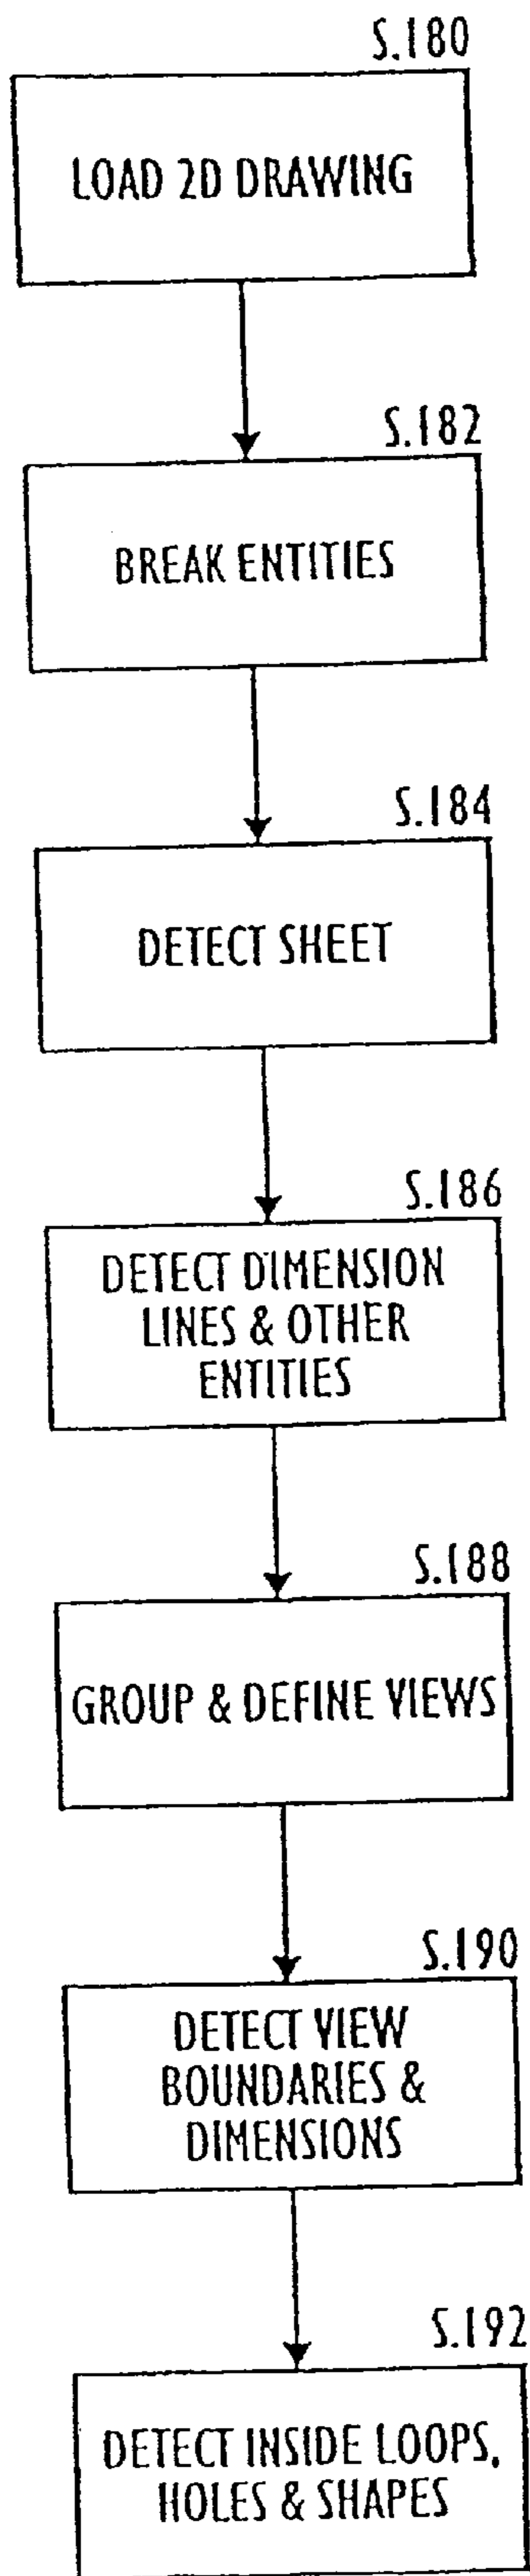 S.180
LOAD 2D DRAWING
S.182
BREAK ENTITIES
S.184
DETECT SHEET
S.186
DETECT DIMENSION
LINES & OTHER
ENTITIES
S.188
GROUP & DEFINE VIEWS
S.190
DETECT VIEW
BOUNDARIES &
DIMENSIONS
S.192
DETECT INSIDE LOOPS,
HOLES & SHAPES